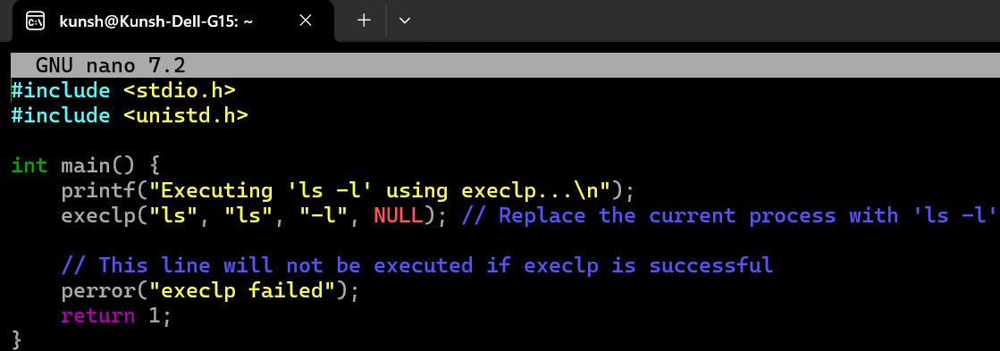 kunsh@Kunsh-Dell-G15: ~
GNU nano 7.2
#include <stdio.h>
#include <unistd.h>
int main() {
    printf("Executing 'ls -l' using execlp...\n");
    execlp("ls", "ls", "-l", NULL); // Replace the current process with 'ls -l'
    // This line will not be executed if execlp is successful
    perror("execlp failed");
    return 1;
}